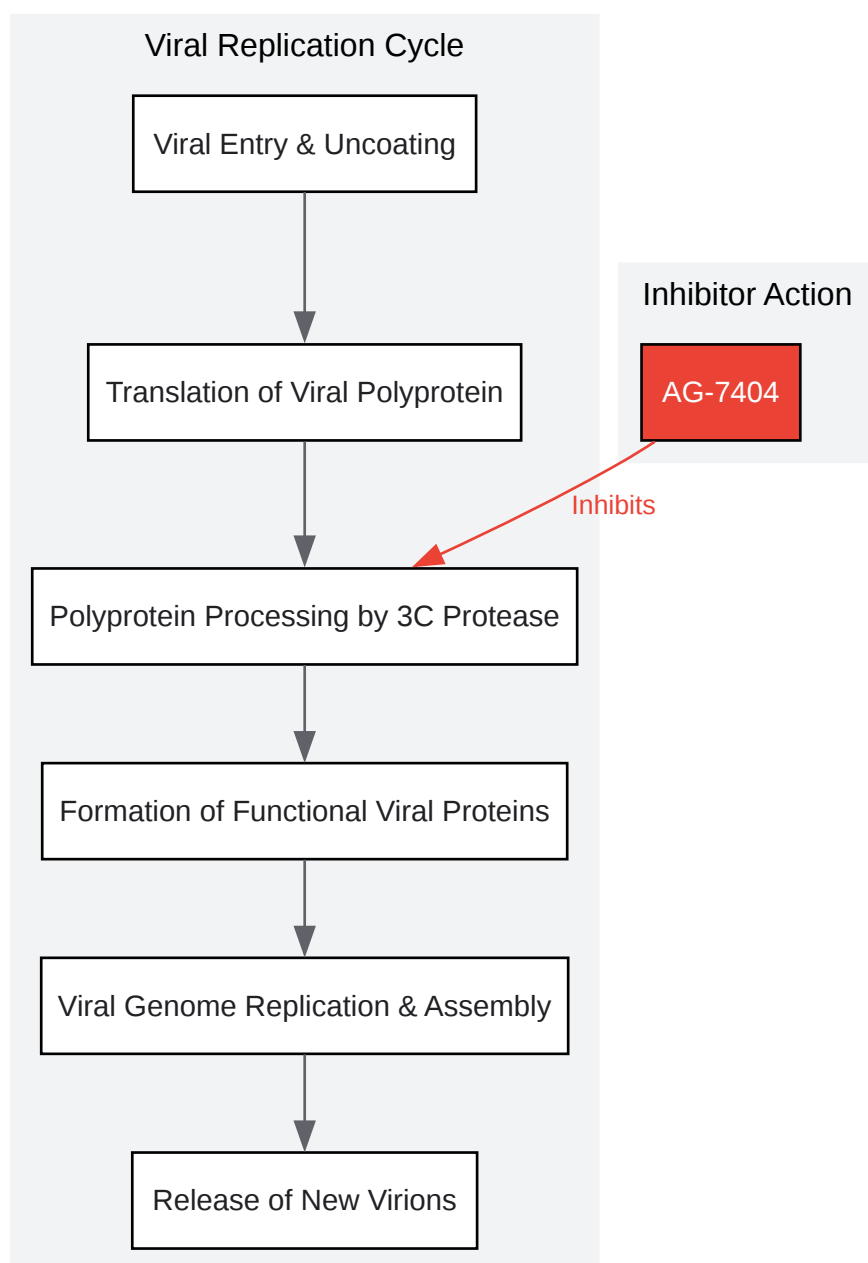 Viral Replication Cycle
Viral Entry & Uncoating
Inhibitor Action
Translation of Viral Polyprotein
AG-7404
Inhibits
Polyprotein Processing by 3C Protease
Formation of Functional Viral Proteins
Viral Genome Replication & Assembly
Release of New Virions